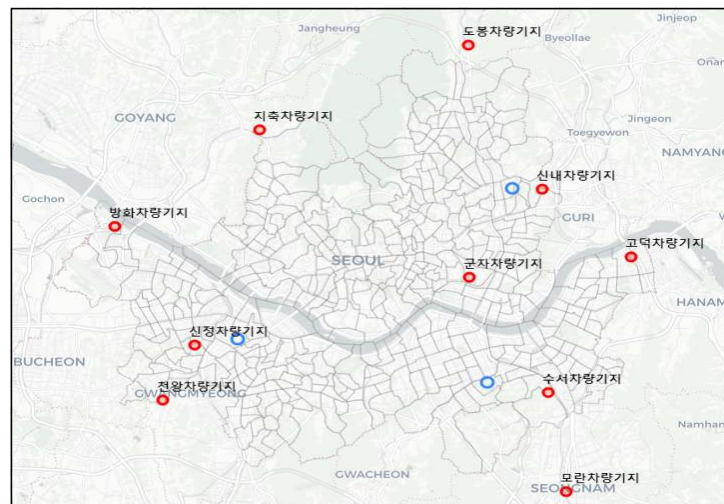 Jangheung
Jinjeop
도봉차량기지
Byeollae
Onam
GOYANG
지축차량기지
Jingeon
Toegyewon
NAMYANG
신내차량기지
Gochon
방화차량기지
GURI
고덕차량기지
SEOUL
군자차량기지
HANAM
신정차량기지
BUCHEON
천왕차량기지
GWANGMYEONG
수서차량기지
Namhan
GWACHEON
모란차량기지
SEONGNAM